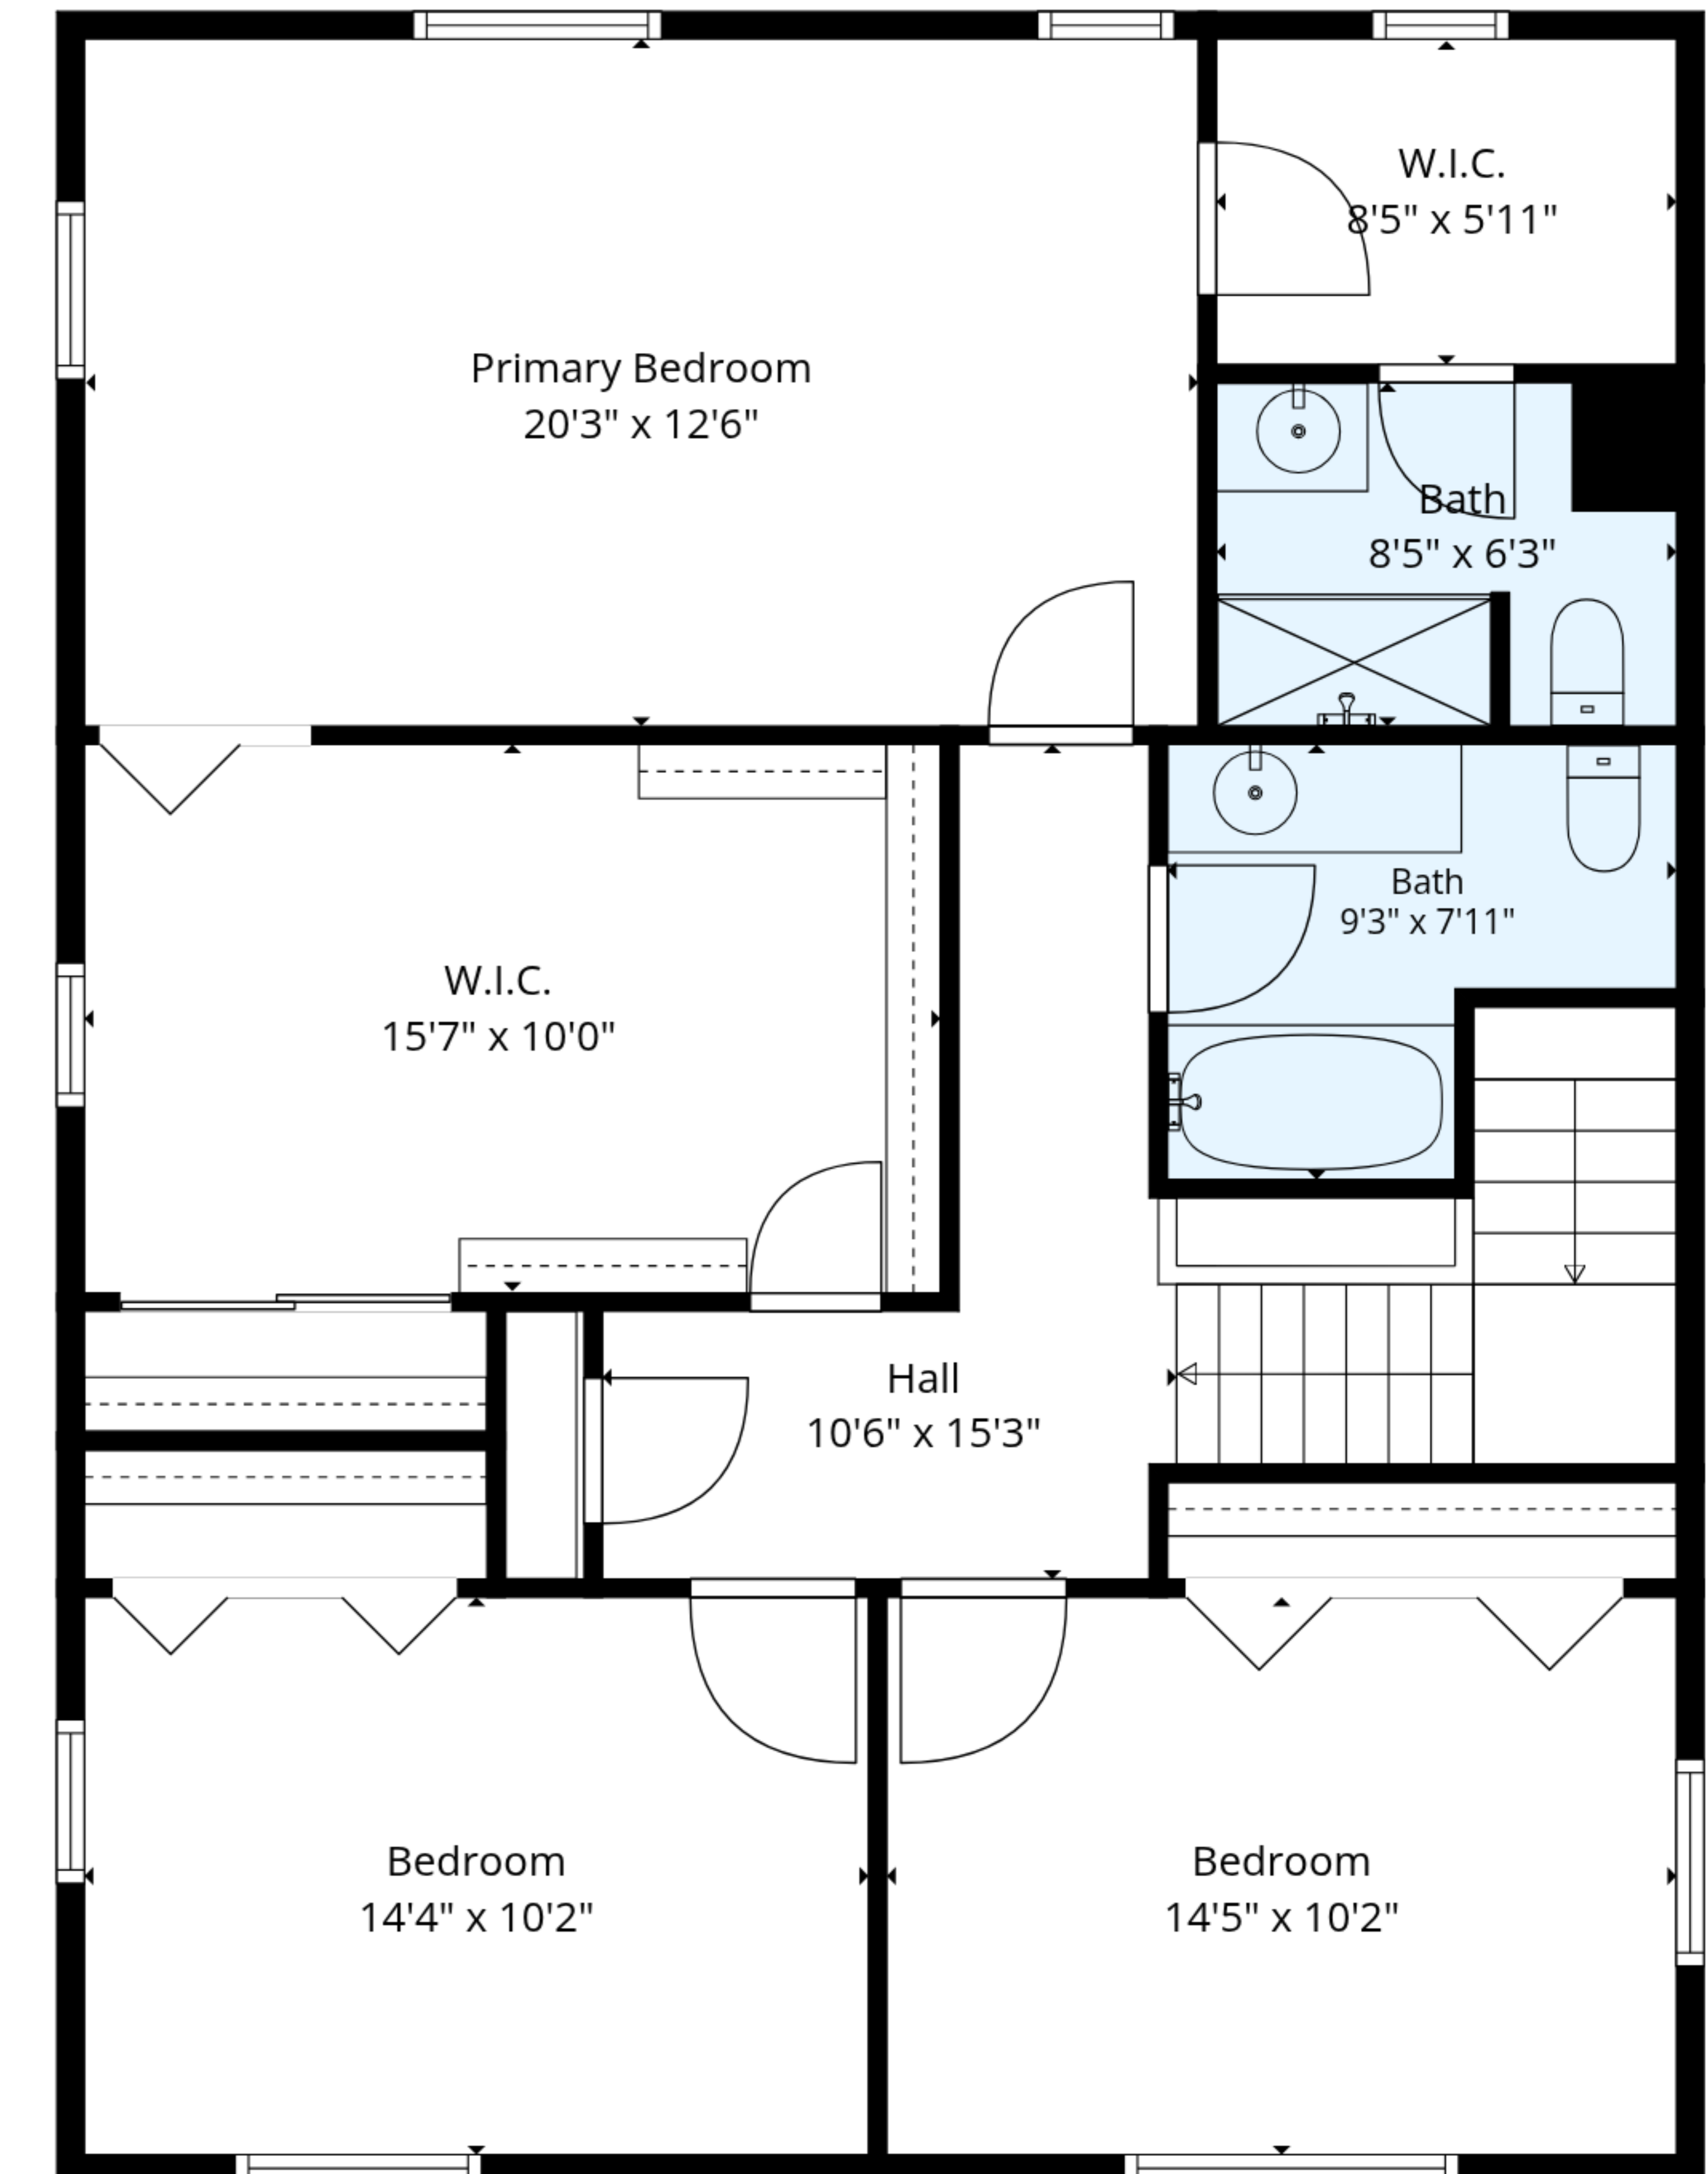 W.I.C.
8'5" x 5'11"
Primary Bedroom
20'3" x 12'6"
Bath
8'5" x 6'3"
Bath
9'3" x 7'11"
W.I.C.
15'7" x 10'0"
Hall
10'6" x 15'3"
Bedroom
14'4" x 10'2"
Bedroom
14'5" x 10'2"